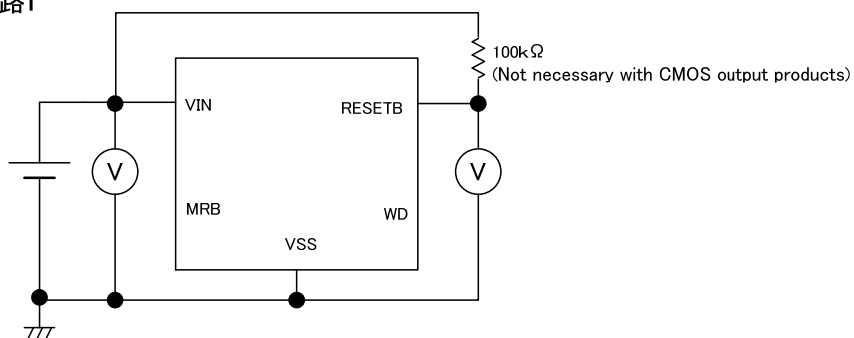 路1
100kΩ
(Not necessary with CMOS output products)
VIN
RESETB
V
V
MRB
WD
VSS